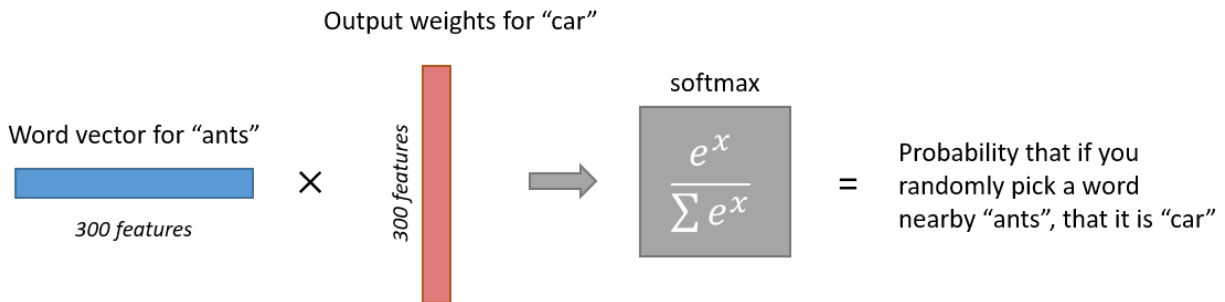 Output weights for “car”
softmax
Word vector for “ants”
300 features
×
300 features
e^x
∑ e^x
=
Probability that if you
randomly pick a word
nearby “ants”, that it is “car”